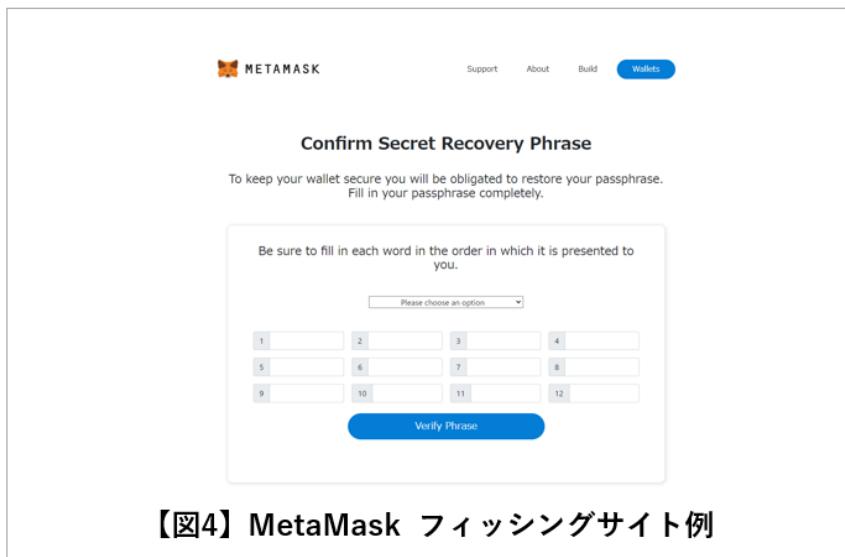 METAMASK
Support About Build Wallets
Confirm Secret Recovery Phrase
To keep your wallet secure you will be obligated to restore your passphrase.
Fill in your passphrase completely.
Be sure to fill in each word in the order in which it is presented to
you.
Please choose an option
1 2 3 4
5 6 7 8
9 10 11 12
Verify Phrase
【図4】MetaMask フィッシングサイト例